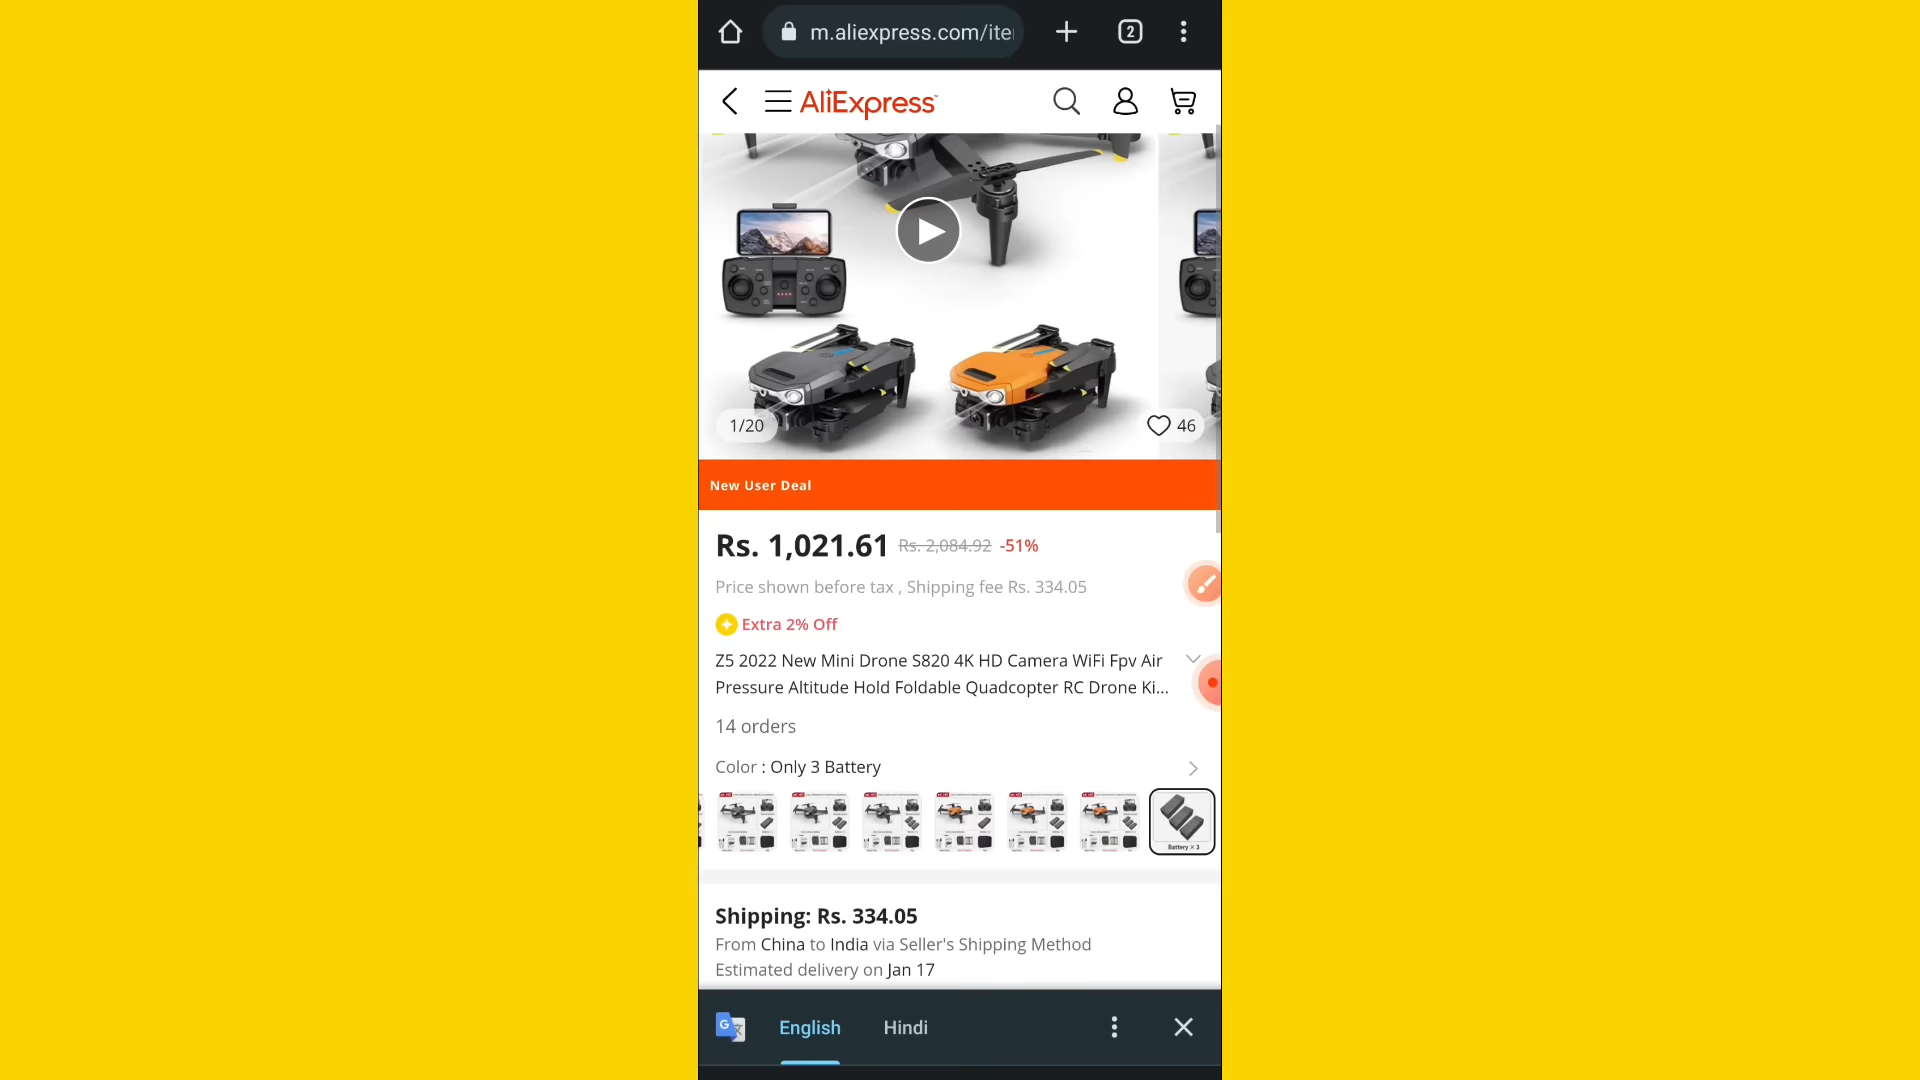 2
m.aliexpress.com/ite
AliExpress
1/20
46
New User Deal
Rs. 1,021.61 Rs. 2,084.92 -51%
Price shown before tax , Shipping fee Rs. 334.05
Extra 2% Off
Z5 2022 New Mini Drone S820 4K HD Camera WiFi Fpv Air
Pressure Altitude Hold Foldable Quadcopter RC Drone Ki...
14 orders
Color : Only 3 Battery
Battery × 3
Shipping: Rs. 334.05
From China to India via Seller's Shipping Method
Estimated delivery on Jan 17
G
English Hindi